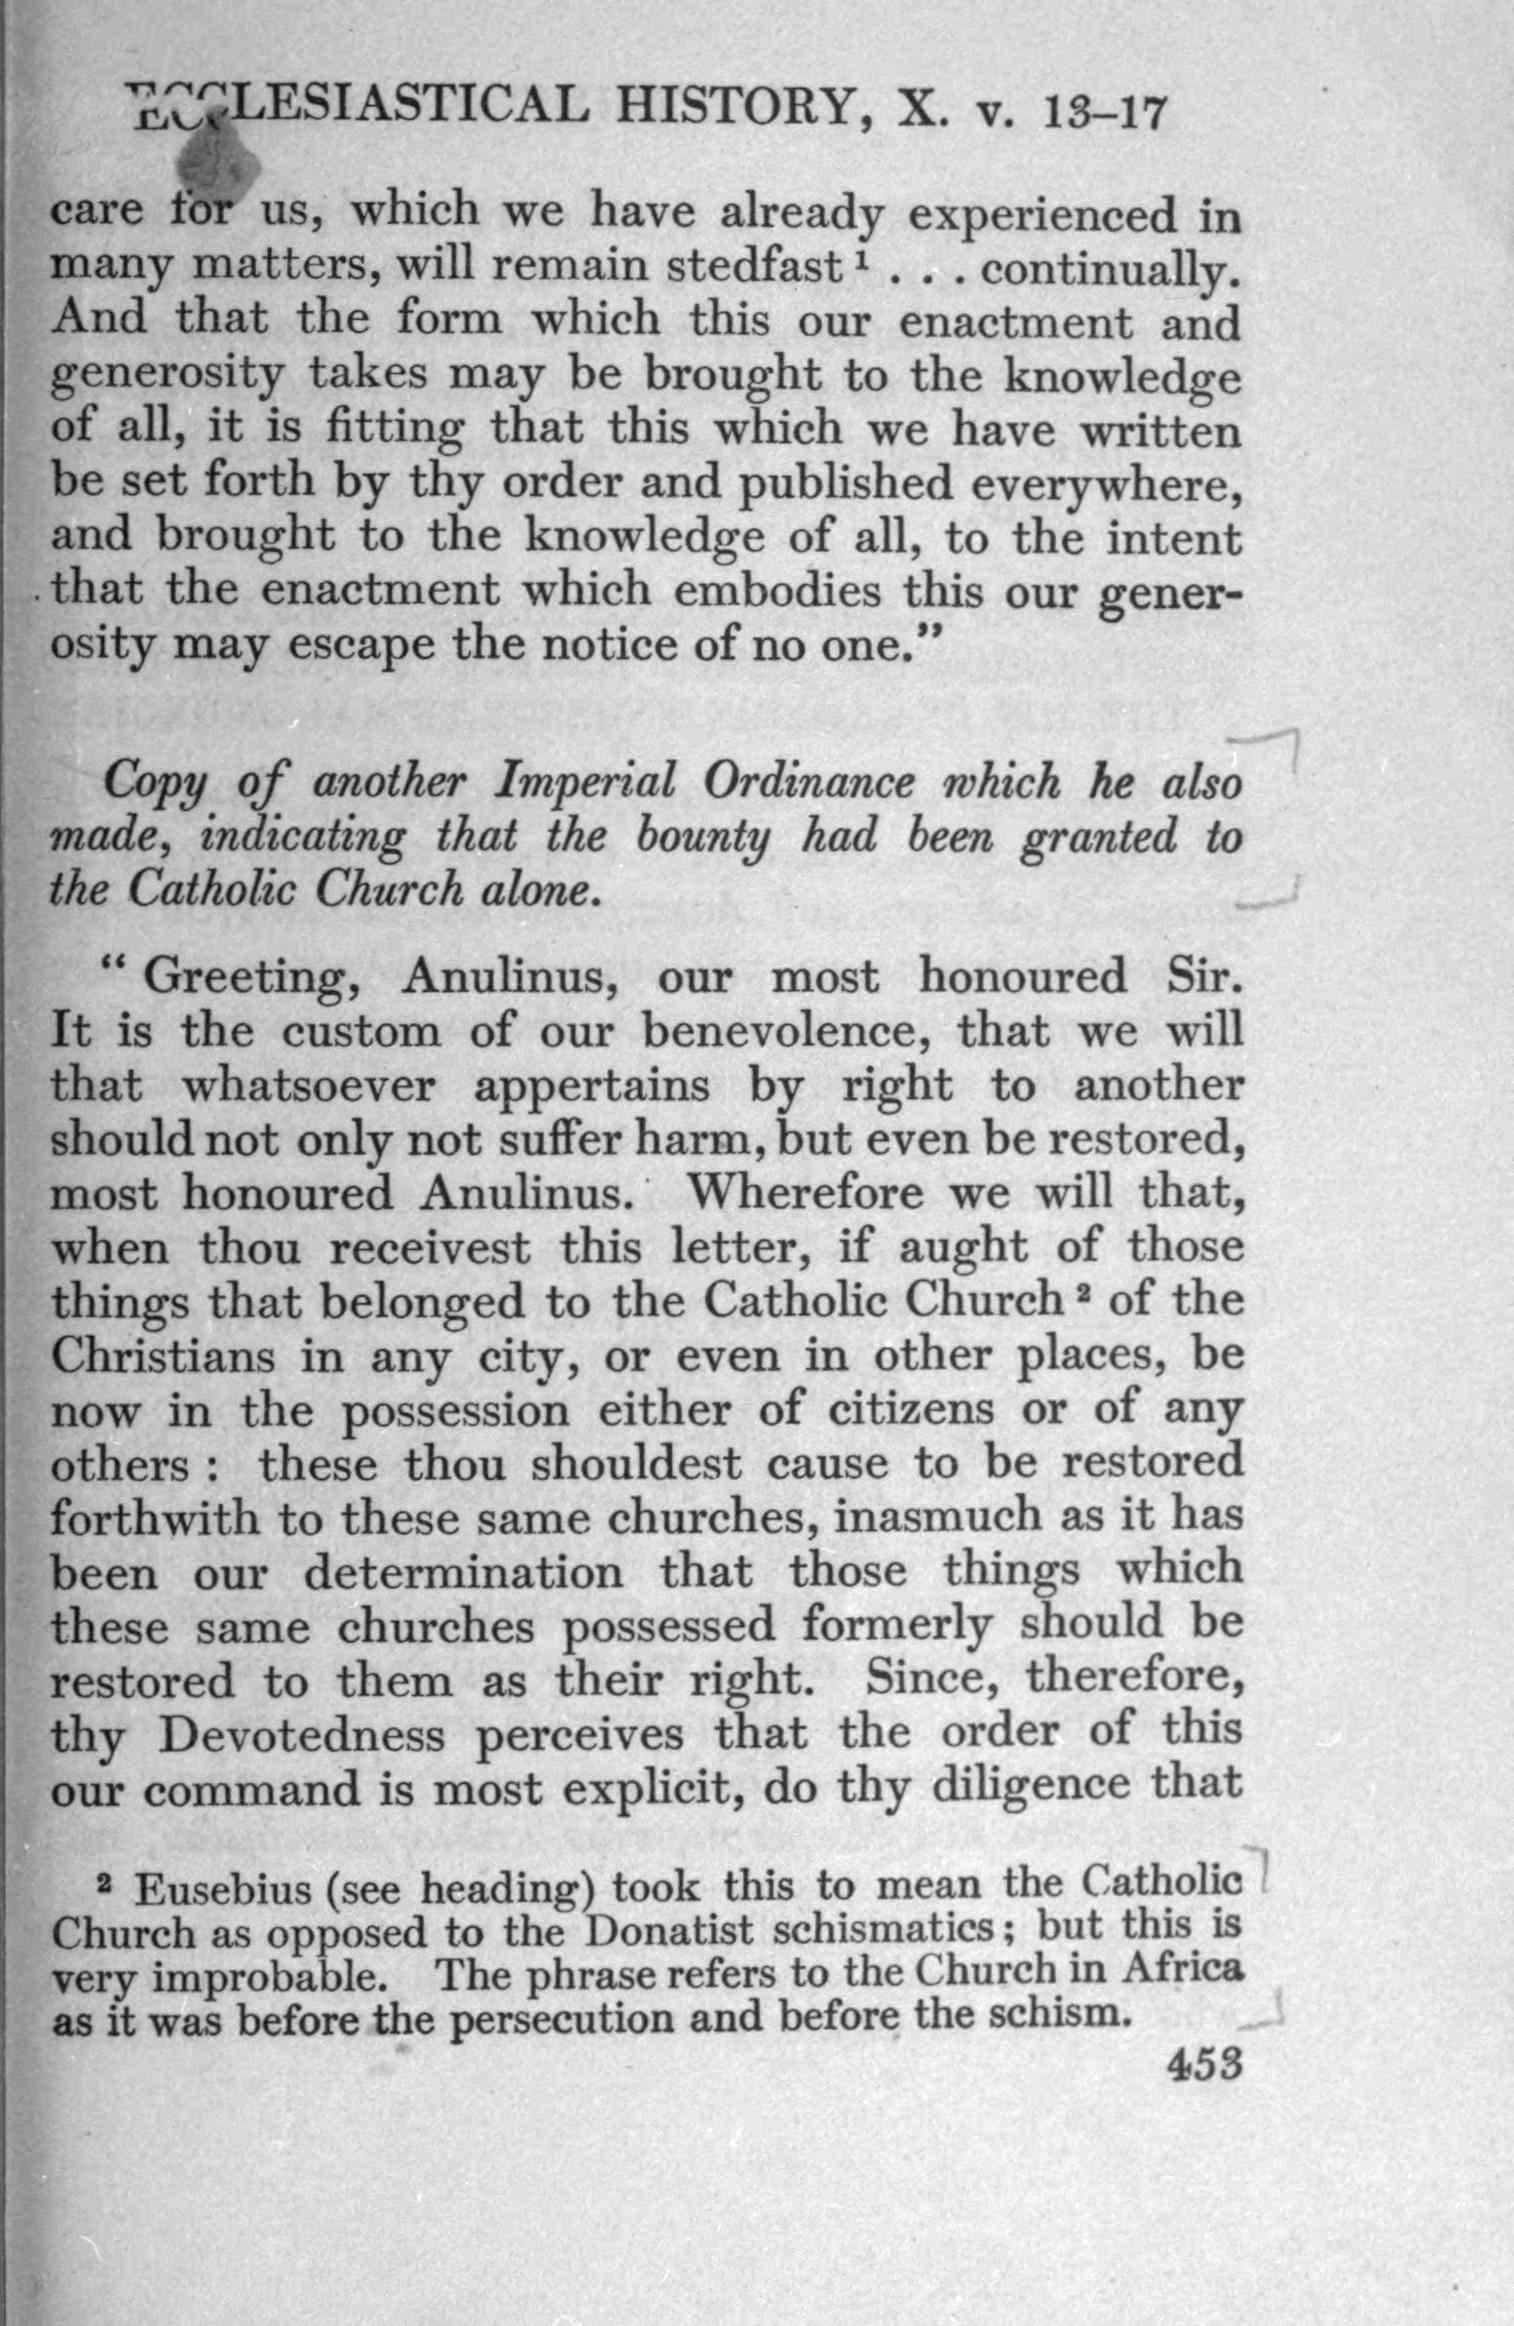 ECCLESIASTICAL HISTORY, X. v. 13–17
care for us, which we have already experienced in
many matters, will remain stedfast ¹ . . . continually.
And that the form which this our enactment and
generosity takes may be brought to the knowledge
of all, it is fitting that this which we have written
be set forth by thy order and published everywhere,
and brought to the knowledge of all, to the intent
that the enactment which embodies this our gener-
osity may escape the notice of no one.”
Copy of another Imperial Ordinance which he also
made, indicating that the bounty had been granted to
the Catholic Church alone.
“ Greeting, Anulinus, our most honoured Sir.
It is the custom of our benevolence, that we will
that whatsoever appertains by right to another
should not only not suffer harm, but even be restored,
most honoured Anulinus. Wherefore we will that,
when thou receivest this letter, if aught of those
things that belonged to the Catholic Church ² of the
Christians in any city, or even in other places, be
now in the possession either of citizens or of any
others : these thou shouldest cause to be restored
forthwith to these same churches, inasmuch as it has
been our determination that those things which
these same churches possessed formerly should be
restored to them as their right. Since, therefore,
thy Devotedness perceives that the order of this
our command is most explicit, do thy diligence that
² Eusebius (see heading) took this to mean the Catholic
Church as opposed to the Donatist schismatics; but this is
very improbable. The phrase refers to the Church in Africa
as it was before the persecution and before the schism.
453